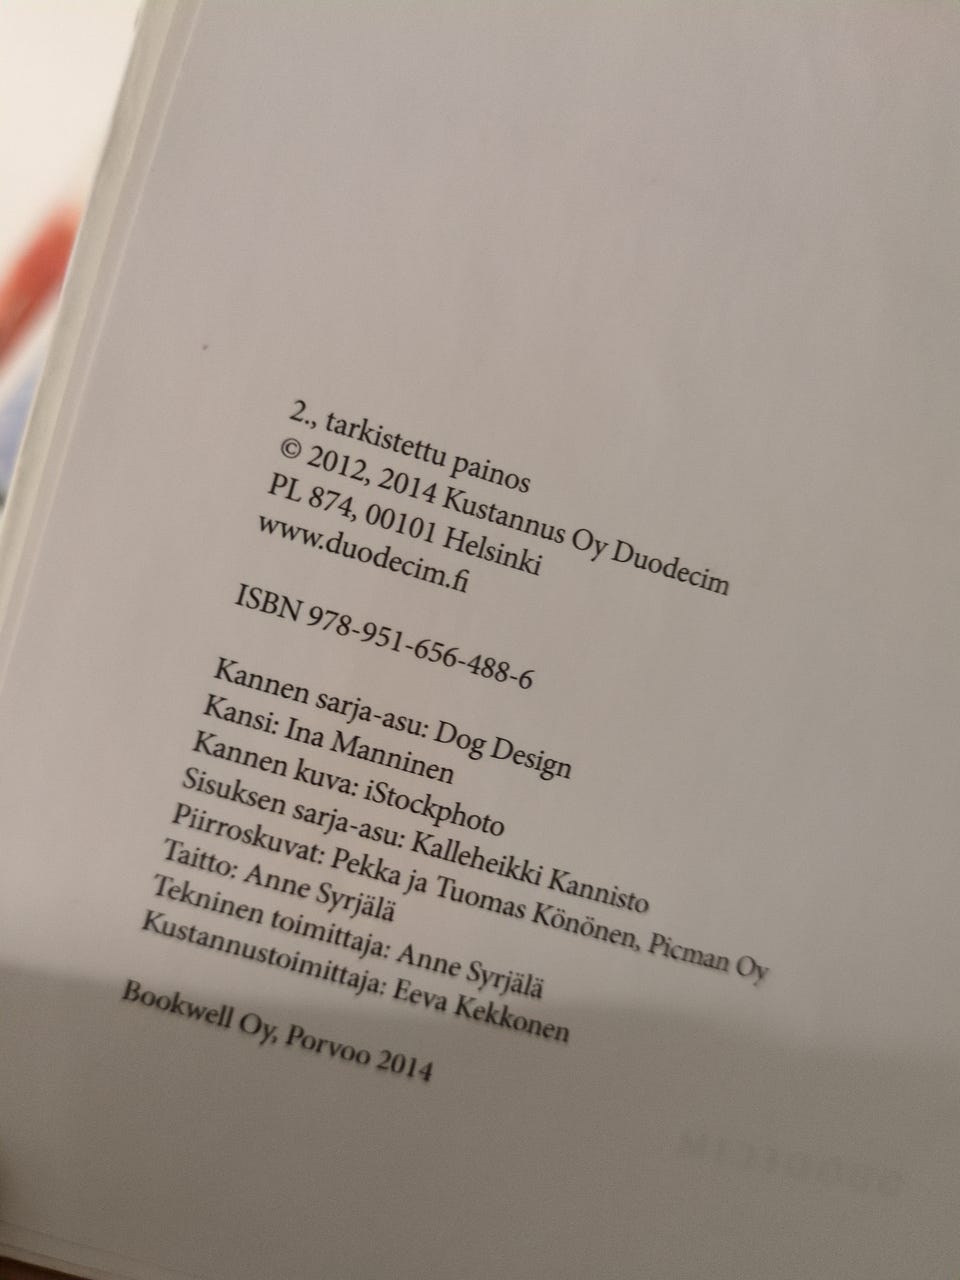 2., tarkistettu painos
© 2012, 2014 Kustannus Oy Duodecim
PL 874, 00101 Helsinki
www.duodecim.fi
ISBN 978-951-656-488-6
Kannen sarja-asu: Dog Design
Kansi: Ina Manninen
Kannen kuva: iStockphoto
Sisuksen sarja-asu: Kalleheikki Kannisto
Piirroskuvat: Pekka ja Tuomas Könönen, Picman Oy
Taitto: Anne Syrjälä
Tekninen toimittaja: Anne Syrjälä
Kustannustoimittaja: Eeva Kekkonen
Bookwell Oy, Porvoo 2014